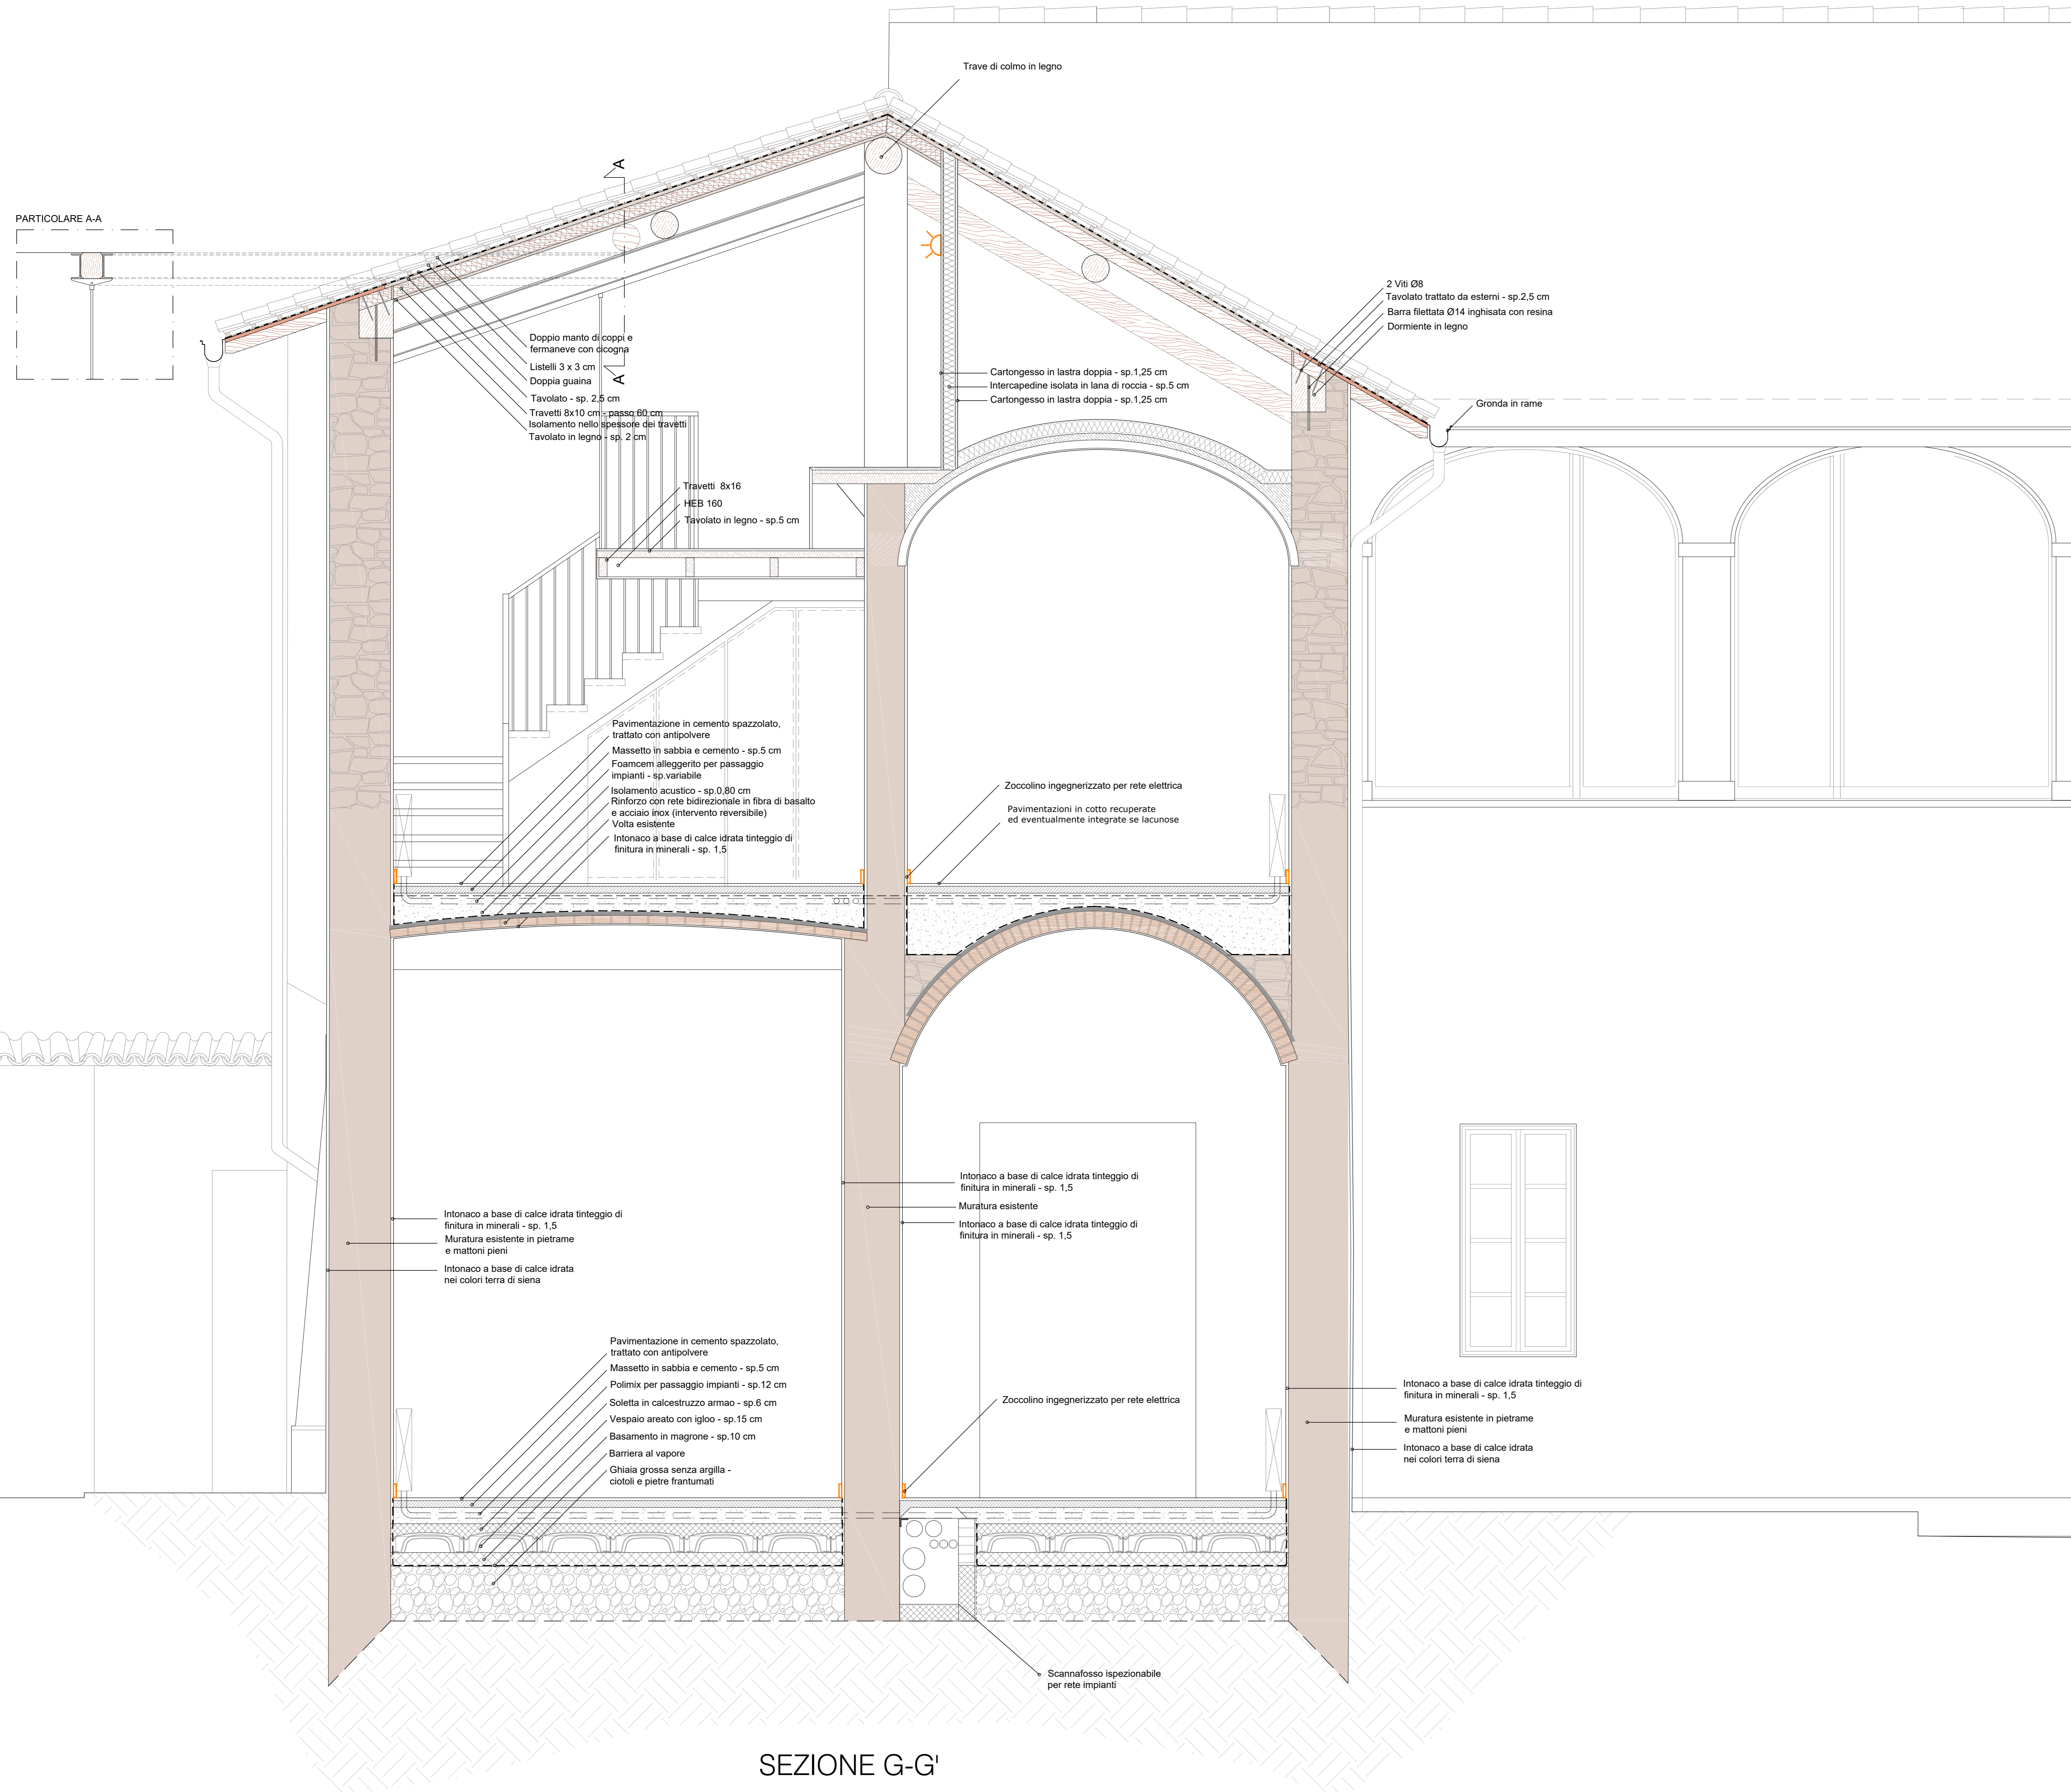 Trave di colmo in legno
A
PARTICOLARE A-A
2 Viti Ø8
Tavolato trattato da esterni - sp.2,5 cm
Barra filettata Ø14 inghisata con resina
Dormiente in legno
Doppio manto di coppi e
fermaneve con cicogna
Listelli 3 x 3 cm
Doppia guaina
A
Tavolato - sp. 2,5 cm
Travetti 8x10 cm - passo 60 cm
Isolamento nello spessore dei travetti
Tavolato in legno - sp. 2 cm
Cartongesso in lastra doppia - sp.1,25 cm
Intercapedine isolata in lana di roccia - sp.5 cm
Cartongesso in lastra doppia - sp.1,25 cm
Gronda in rame
Travetti 8x16
HEB 160
Tavolato in legno - sp.5 cm
Pavimentazione in cemento spazzolato,
trattato con antipolvere
Massetto in sabbia e cemento - sp.5 cm
Foamcem alleggerito per passaggio
impianti - sp.variabile
Isolamento acustico - sp.0,80 cm
Rinforzo con rete bidirezionale in fibra di basalto
e acciaio inox (intervento reversibile)
Volta esistente
Intonaco a base di calce idrata tinteggio di
finitura in minerali - sp. 1,5
Zoccolino ingegnerizzato per rete elettrica
Pavimentazioni in cotto recuperate
ed eventualmente integrate se lacunose
Intonaco a base di calce idrata tinteggio di
finitura in minerali - sp. 1,5
Muratura esistente
Intonaco a base di calce idrata tinteggio di
finitura in minerali - sp. 1,5
Intonaco a base di calce idrata tinteggio di
finitura in minerali - sp. 1,5
Muratura esistente in pietrame
e mattoni pieni
Intonaco a base di calce idrata
nei colori terra di siena
Pavimentazione in cemento spazzolato,
trattato con antipolvere
Massetto in sabbia e cemento - sp.5 cm
Polimix per passaggio impianti - sp.12 cm
Soletta in calcestruzzo armao - sp.6 cm
Vespaio areato con igloo - sp.15 cm
Basamento in magrone - sp.10 cm
Barriera al vapore
Ghiaia grossa senza argilla -
ciotoli e pietre frantumati
Zoccolino ingegnerizzato per rete elettrica
Intonaco a base di calce idrata tinteggio di
finitura in minerali - sp. 1,5
Muratura esistente in pietrame
e mattoni pieni
Intonaco a base di calce idrata
nei colori terra di siena
Scannafosso ispezionabile
per rete impianti
SEZIONE G-G'